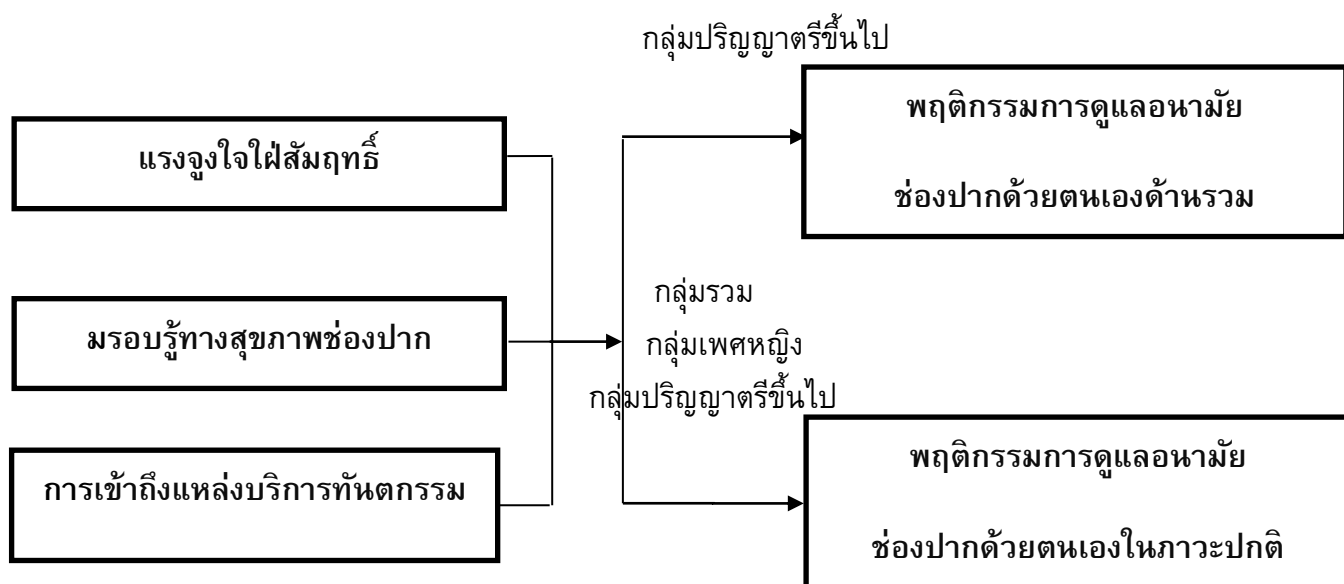 กลุ่มปริญญาตรีขึ้นไป
พฤติกรรมการดูแลอนามัย
ช่องปากด้วยตนเองด้านรวม
แรงจูงใจใฝ่สัมฤทธิ์
มรอบรู้ทางสุขภาพช่องปาก
กลุ่มรวม
กลุ่มเพศหญิง
กลุ่มปริญญาตรีขึ้นไป
การเข้าถึงแหล่งบริการทันตกรรม
พฤติกรรมการดูแลอนามัย
ช่องปากด้วยตนเองในภาวะปกติ